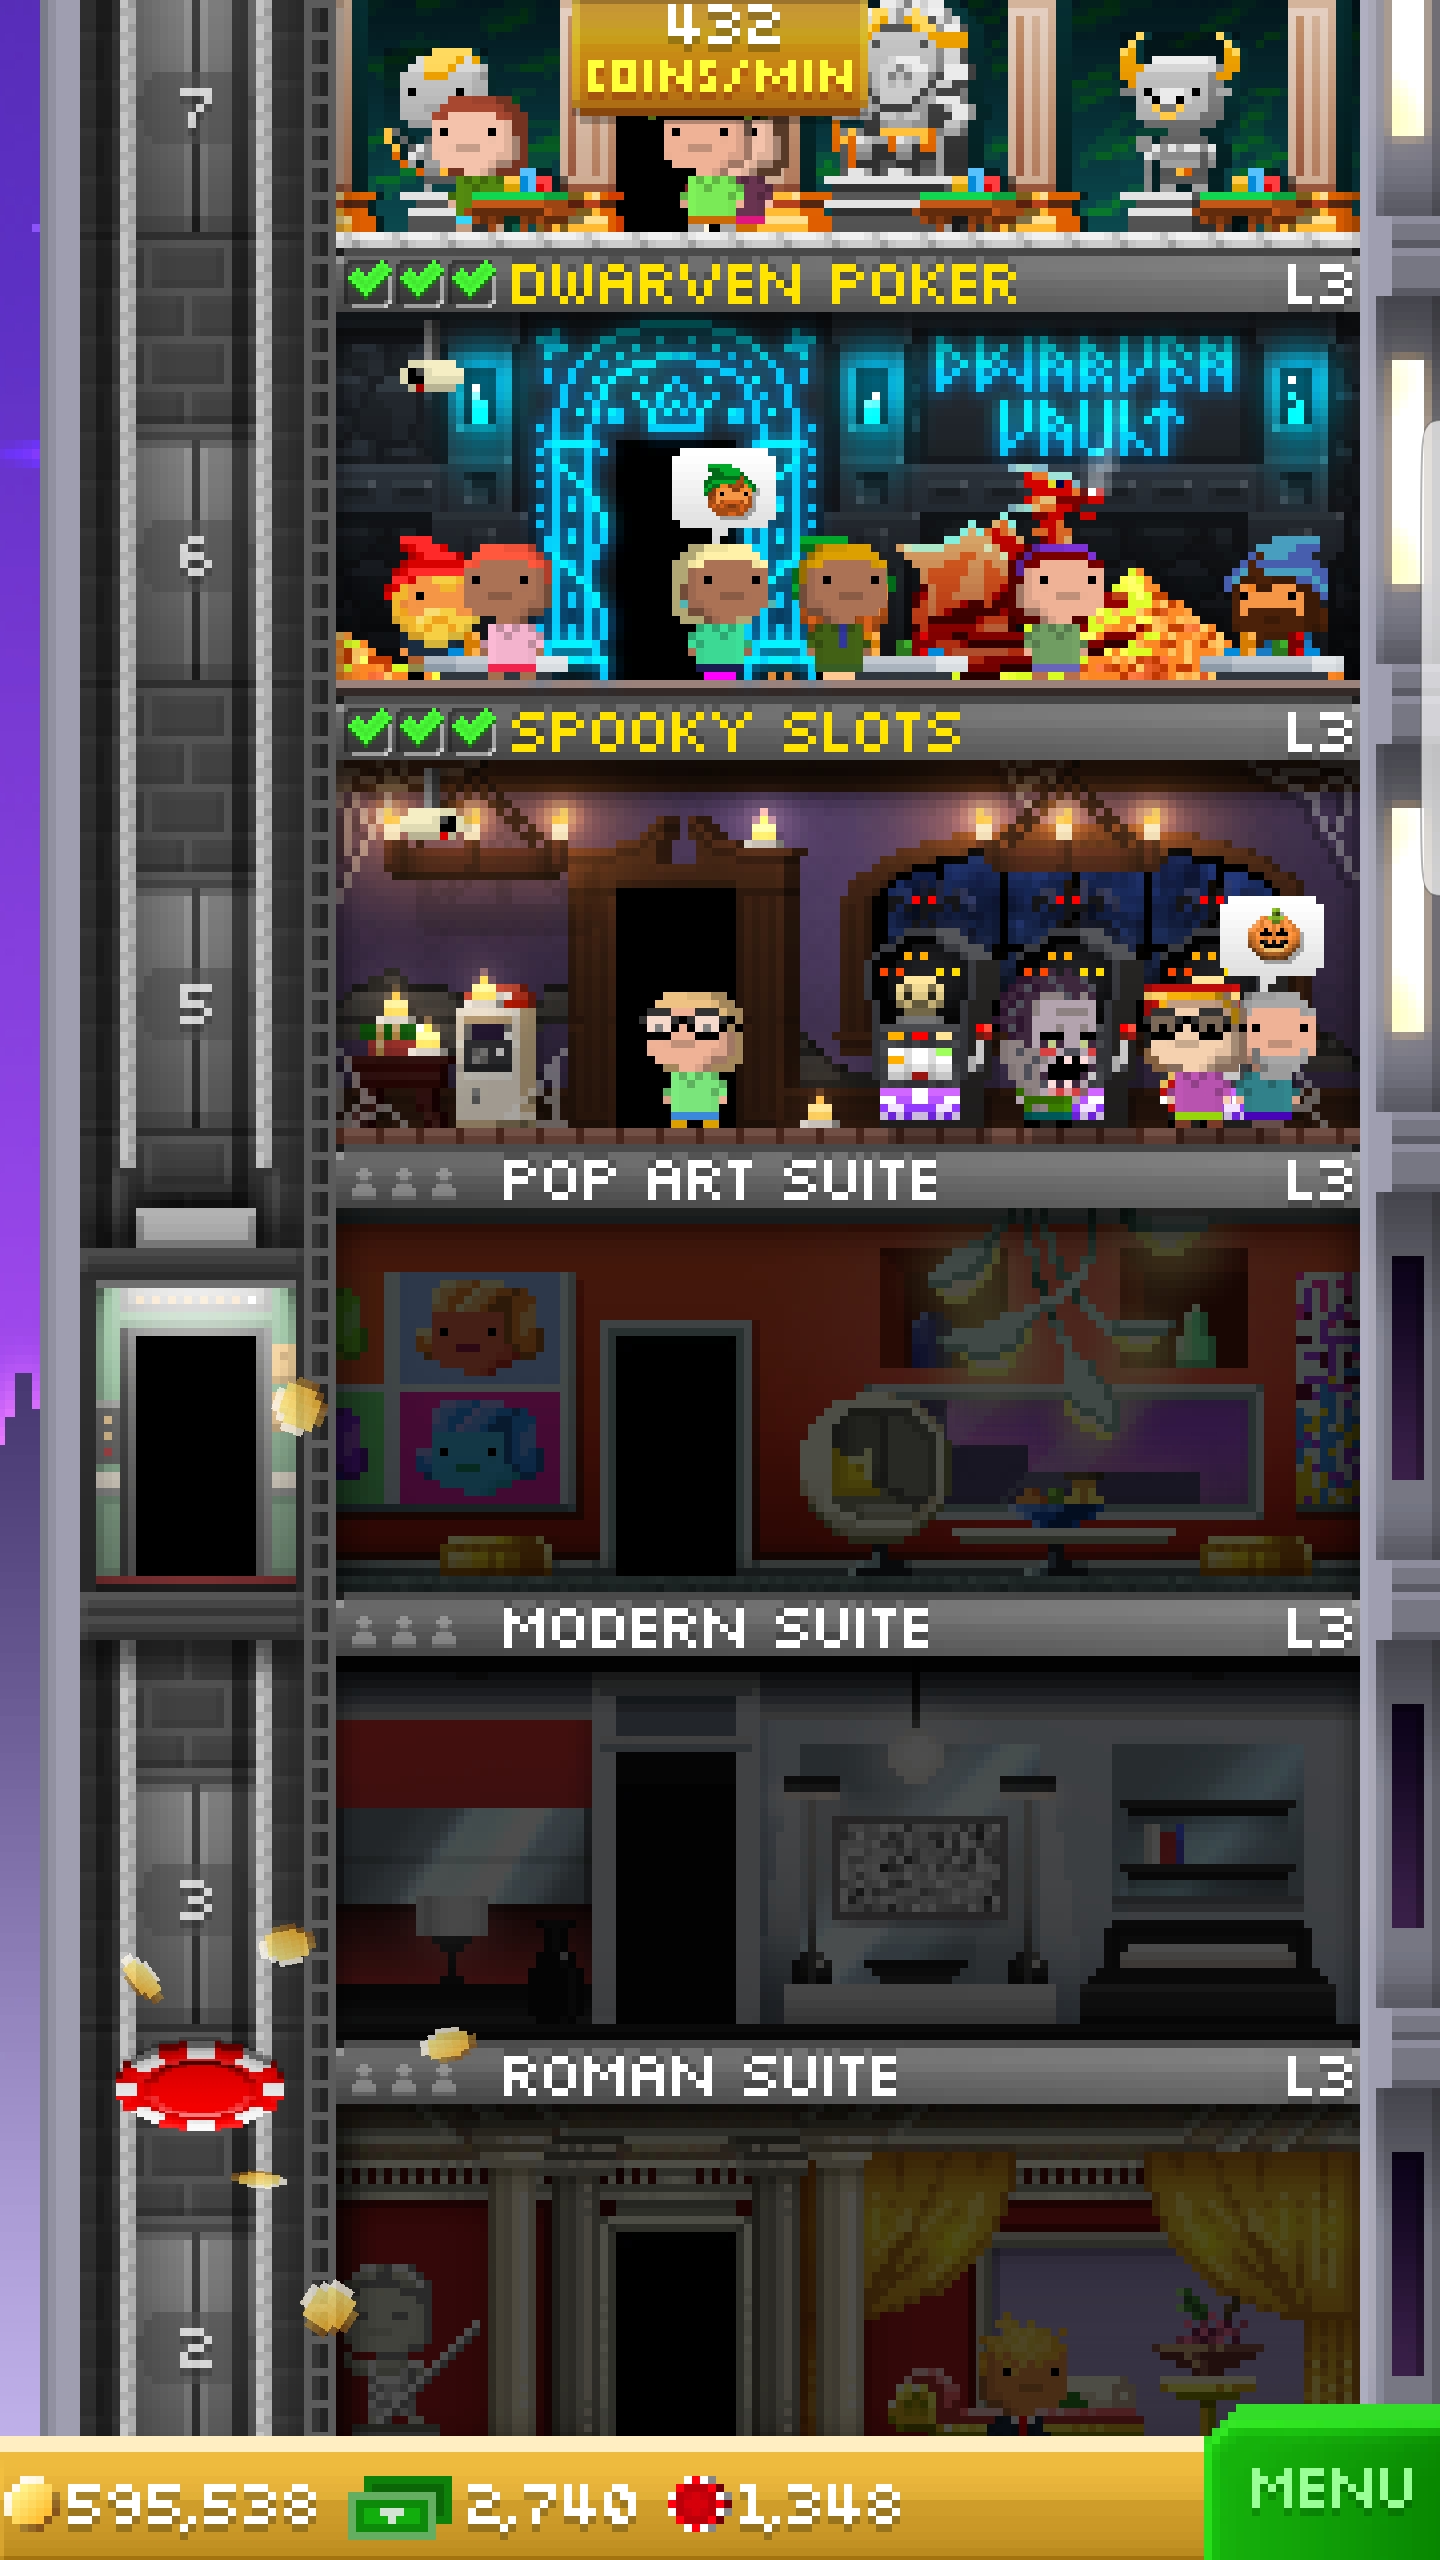 432
COINS/MIN
7
DWARVEN POKER L3
DWARVEN
VAULT
6
SPOOKY SLOTS L3
5
POP ART SUITE L3
MODERN SUITE L3
3
ROMAN SUITE L3
2
595,538 2,740 1,348 MENU